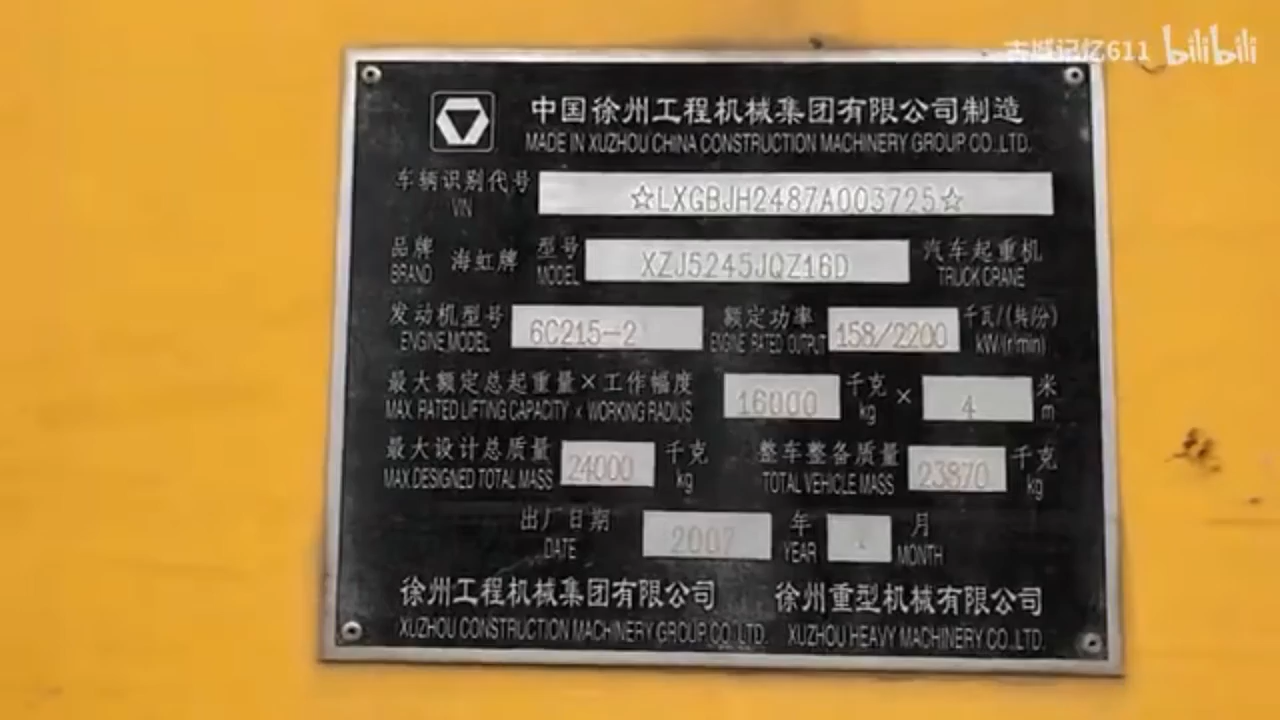 古城记忆611 bilibili
中国徐州工程机械集团有限公司制造
MADE IN XUZHOU CHINA CONSTRUCTION MACHINERY GROUP CO.,LTD.
车辆识别代号 ☆LXGBJH2487A003725☆
VIN
品牌 海虹牌 型号 XZJ5245JQZ16D 汽车起重机
BRAND MODEL TRUCK CRANE
发动机型号 6C215-2 额定功率 158/2200 千瓦/(转/分)
ENGINE MODEL ENGINE RATED OUTPUT kW/(r/min)
最大额定总起重量×工作幅度 16000 千克 × 4 米
MAX. RATED LIFTING CAPACITY x WORKING RADIUS kg m
最大设计总质量 24000 千克 整车整备质量 23870 千克
MAX.DESIGNED TOTAL MASS kg TOTAL VEHICLE MASS kg
出厂日期 2007 年 月
DATE YEAR MONTH
徐州工程机械集团有限公司 徐州重型机械有限公司
XUZHOU CONSTRUCTION MACHINERY GROUP CO.,LTD. XUZHOU HEAVY MACHINERY CO.,LTD.